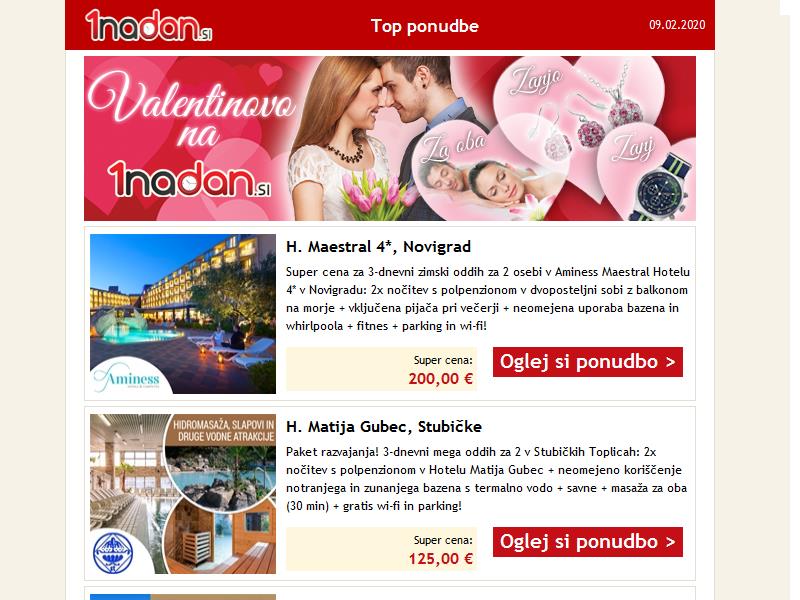 1nadan.si
Top ponudbe
09.02.2020
Valentinovo
na
1nadan.si
Zanjo
Za oba
Zanj
H. Maestral 4*, Novigrad
Super cena za 3-dnevni zimski oddih za 2 osebi v Aminess Maestral Hotelu
4* v Novigradu: 2x nočitev s polpenzionom v dvoposteljni sobi z balkonom
na morje + vključena pijača pri večerji + neomejena uporaba bazena in
whirlpoola + fitnes + parking in wi-fi!
Aminess
Super cena:
200,00 €
Oglej si ponudbo >
HIDROMASAŽA, SLAPOVI IN
DRUGE VODNE ATRAKCIJE
H. Matija Gubec, Stubičke
Paket razvajanja! 3-dnevni mega oddih za 2 v Stubičkih Toplicah: 2x
nočitev s polpenzionom v Hotelu Matija Gubec + neomejeno koriščenje
notranjega in zunanjega bazena s termalno vodo + savne + masaža za oba
(30 min) + gratis wi-fi in parking!
Super cena:
125,00 €
Oglej si ponudbo >